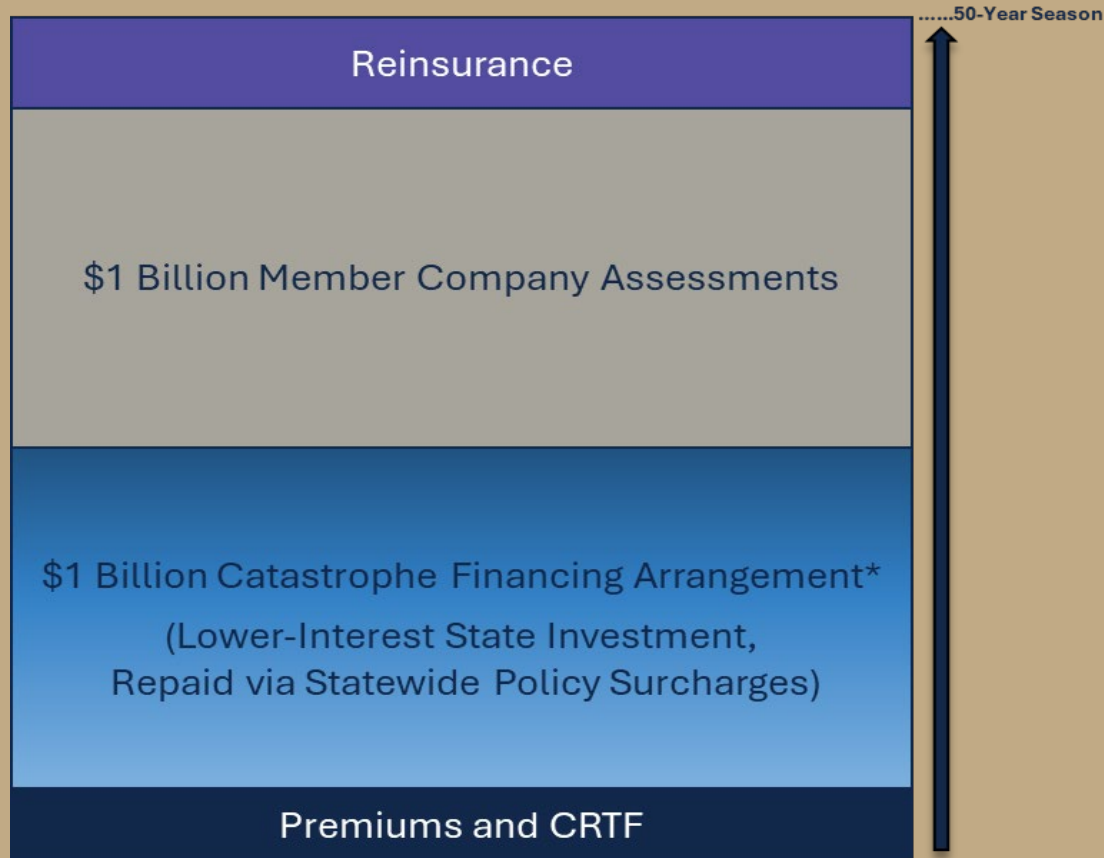 ......50-Year Season
Reinsurance
$1 Billion Member Company Assessments
$1 Billion Catastrophe Financing Arrangement*
(Lower-Interest State Investment,
Repaid via Statewide Policy Surcharges)
Premiums and CRTF